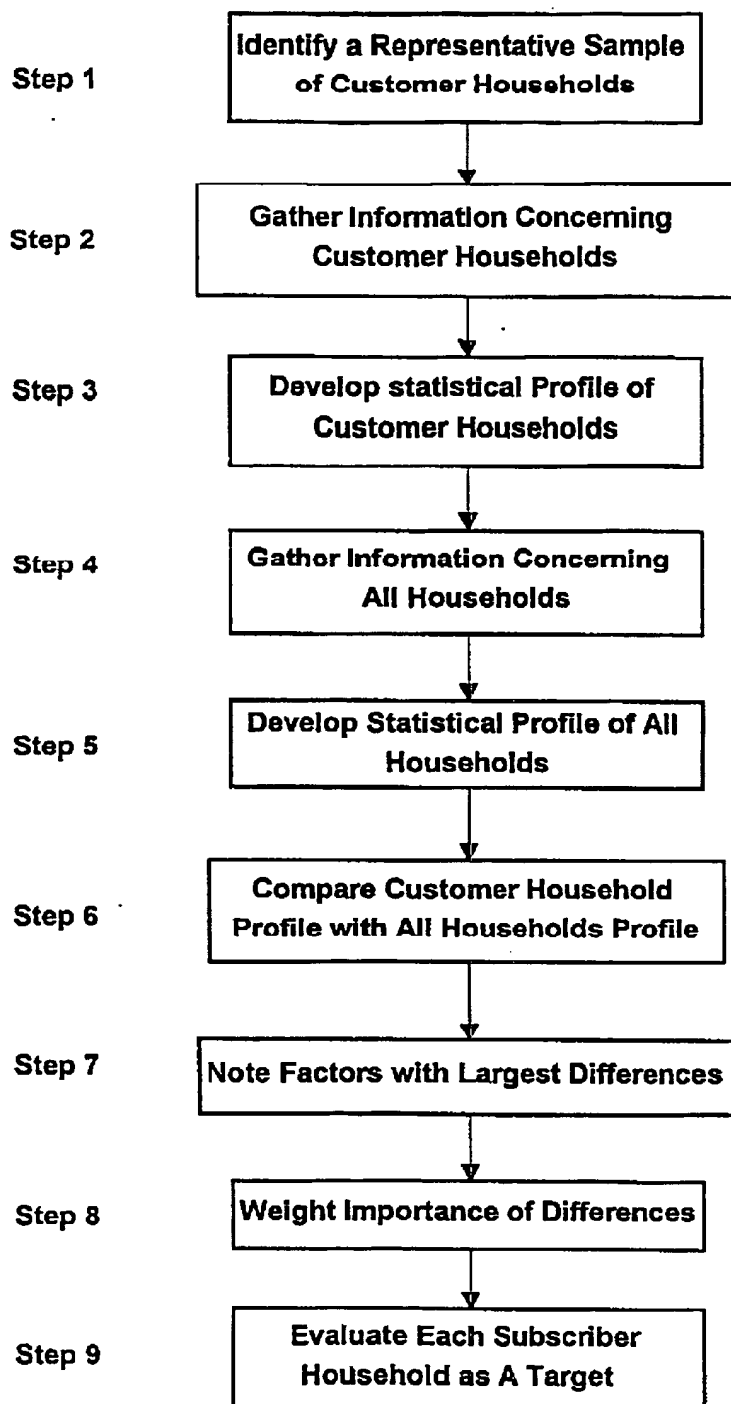 Step 1
Identify a Representative Sample
of Customer Households
Step 2
Gather Information Concerning
Customer Households
Step 3
Develop statistical Profile of
Customer Households
Step 4
Gather Information Concerning
All Households
Step 5
Develop Statistical Profile of All
Households
Step 6
Compare Customer Household
Profile with All Households Profile
Step 7
Note Factors with Largest Differences
Step 8
Weight Importance of Differences
Step 9
Evaluate Each Subscriber
Household as A Target